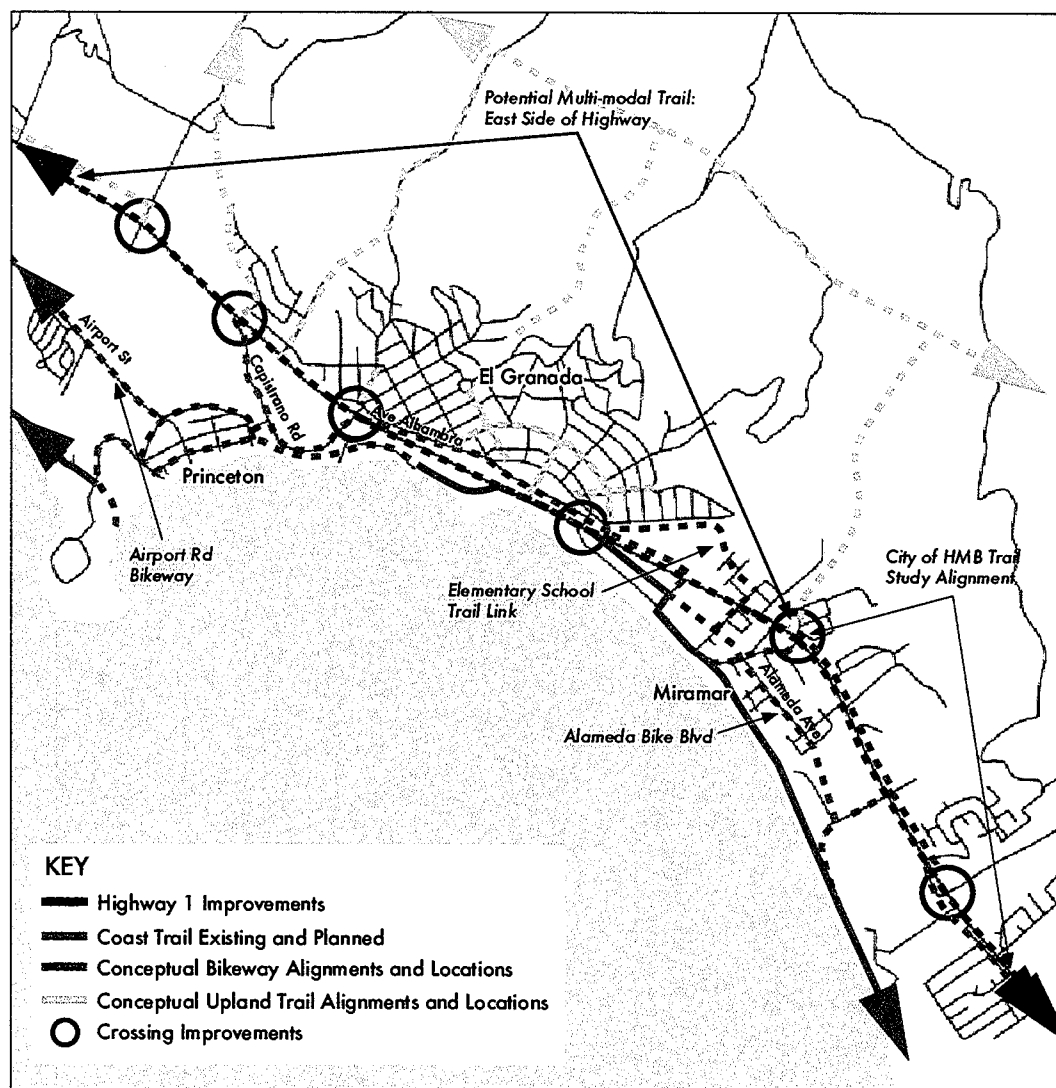 Potential Multi-modal Trail:
East Side of Highway
Airport St
Capistrano Rd
El Granada
Ave Alhambra
Princeton
Airport Rd
Bikeway
Elementary School
Trail Link
City of HMB Trail
Study Alignment
Miramar
Alameda Ave
Alameda Bike Blvd
KEY
Highway 1 Improvements
Coast Trail Existing and Planned
Conceptual Bikeway Alignments and Locations
Conceptual Upland Trail Alignments and Locations
Crossing Improvements